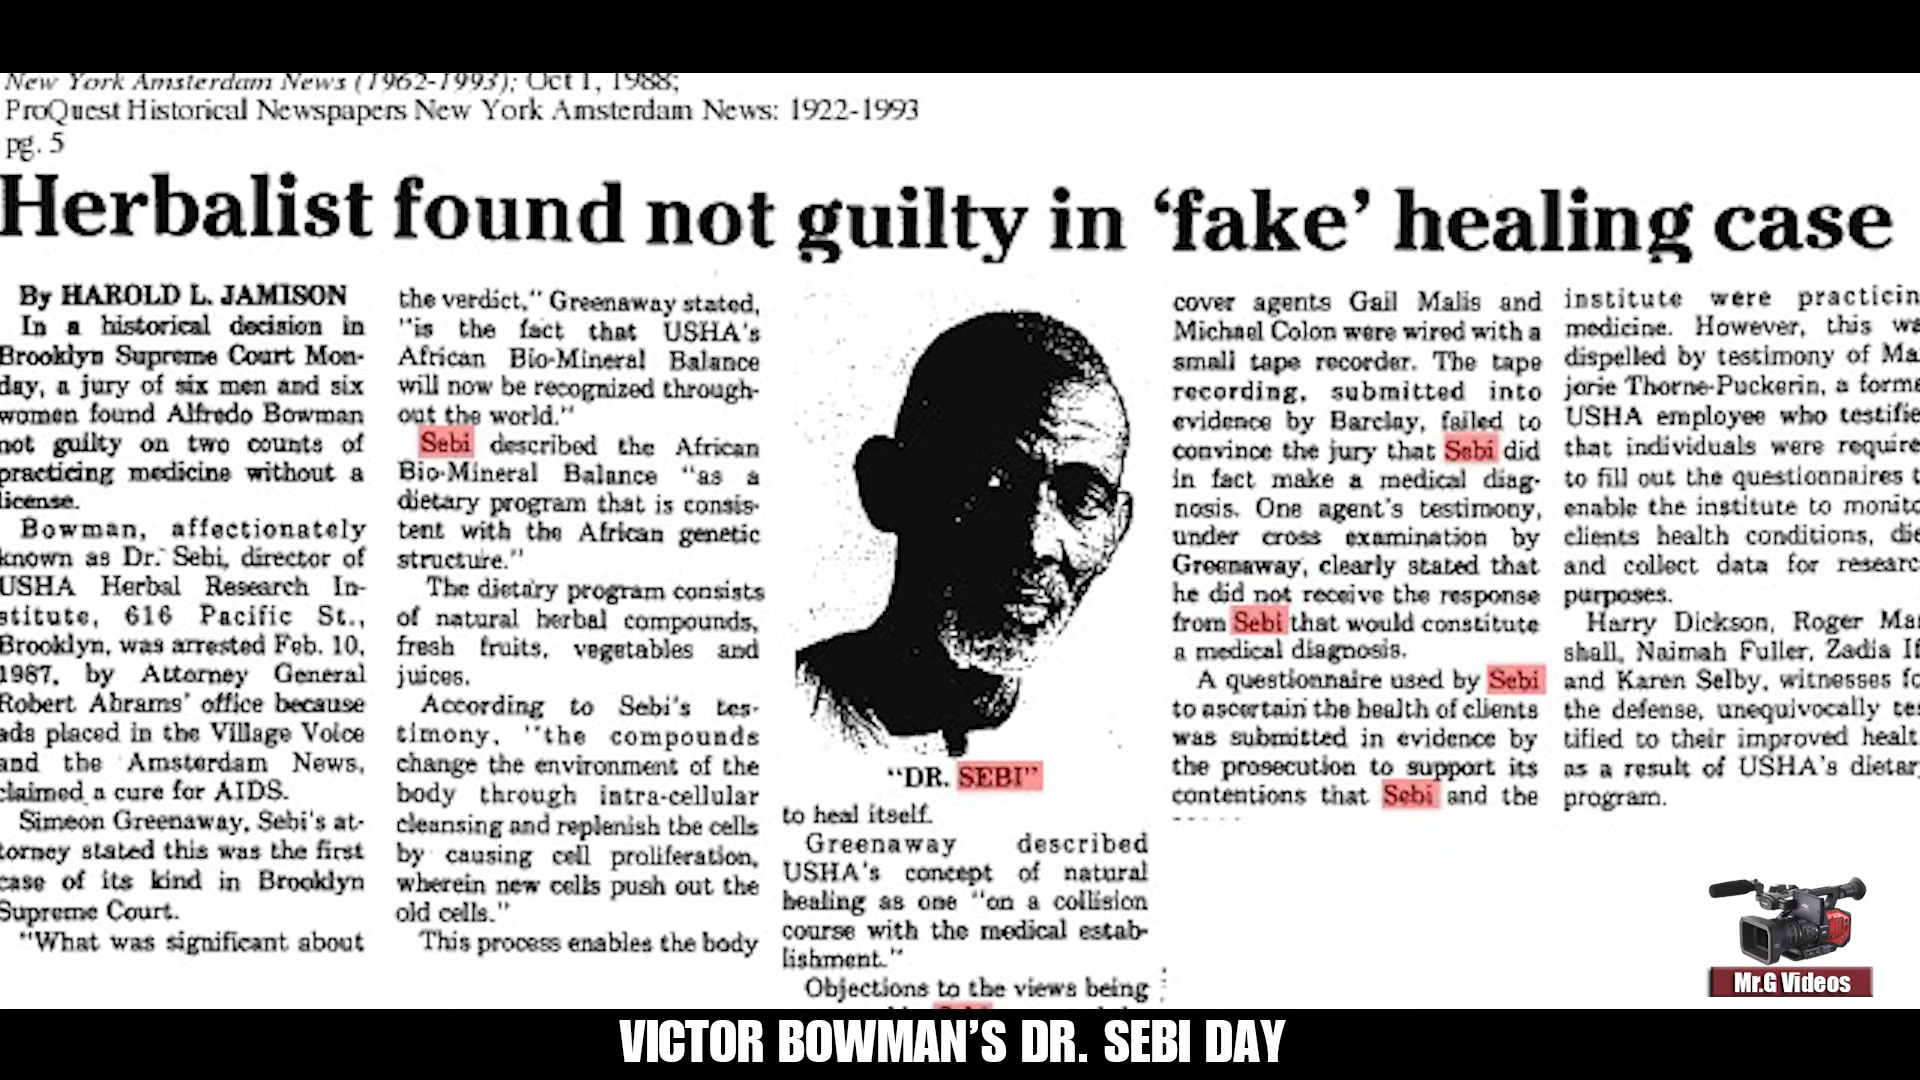 New York Amsterdam News (1962-1993); Oct 1, 1988;
ProQuest Historical Newspapers New York Amsterdam News: 1922-1993
pg. 5
Herbalist found not guilty in ‘fake’ healing case
By HAROLD L. JAMISON
In a historical decision in
Brooklyn Supreme Court Mon-
day, a jury of six men and six
women found Alfredo Bowman
not guilty on two counts of
practicing medicine without a
license.
Bowman, affectionately
known as Dr. Sebi, director of
USHA Herbal Research In-
stitute, 616 Pacific St.,
Brooklyn, was arrested Feb. 10,
1987, by Attorney General
Robert Abrams' office because
ads placed in the Village Voice
and the Amsterdam News,
claimed a cure for AIDS.
Simeon Greenaway, Sebi's at-
torney stated this was the first
case of its kind in Brooklyn
Supreme Court.
"What was significant about
the verdict," Greenaway stated,
"is the fact that USHA's
African Bio-Mineral Balance
will now be recognized through-
out the world."
Sebi described the African
Bio-Mineral Balance "as a
dietary program that is consis-
tent with the African genetic
structure."
The dietary program consists
of natural herbal compounds,
fresh fruits, vegetables and
juices.
According to Sebi's tes-
timony, "the compounds
change the environment of the
body through intra-cellular
cleansing and replenish the cells
by causing cell proliferation,
wherein new cells push out the
old cells."
This process enables the body
"DR. SEBI"
to heal itself.
Greenaway described
USHA's concept of natural
healing as one "on a collision
course with the medical estab-
lishment."
Objections to the views being
cover agents Gail Malis and
Michael Colon were wired with a
small tape recorder. The tape
recording, submitted into
evidence by Barclay, failed to
convince the jury that Sebi did
in fact make a medical diag-
nosis. One agent's testimony,
under cross examination by
Greenaway, clearly stated that
he did not receive the response
from Sebi that would constitute
a medical diagnosis.
A questionnaire used by Sebi
to ascertain the health of clients
was submitted in evidence by
the prosecution to support its
contentions that Sebi and the
institute were practicin
medicine. However, this wa
dispelled by testimony of Ma
jorie Thorne-Puckerin, a forme
USHA employee who testifie
that individuals were require
to fill out the questionnaires t
enable the institute to monito
clients health conditions, die
and collect data for researc
purposes.
Harry Dickson, Roger Mar
shall, Naimah Fuller, Zadia If
and Karen Selby, witnesses fo
the defense, unequivocally tes
tified to their improved healt
as a result of USHA's dietary
program.
Mr.G Videos
VICTOR BOWMAN’S DR. SEBI DAY